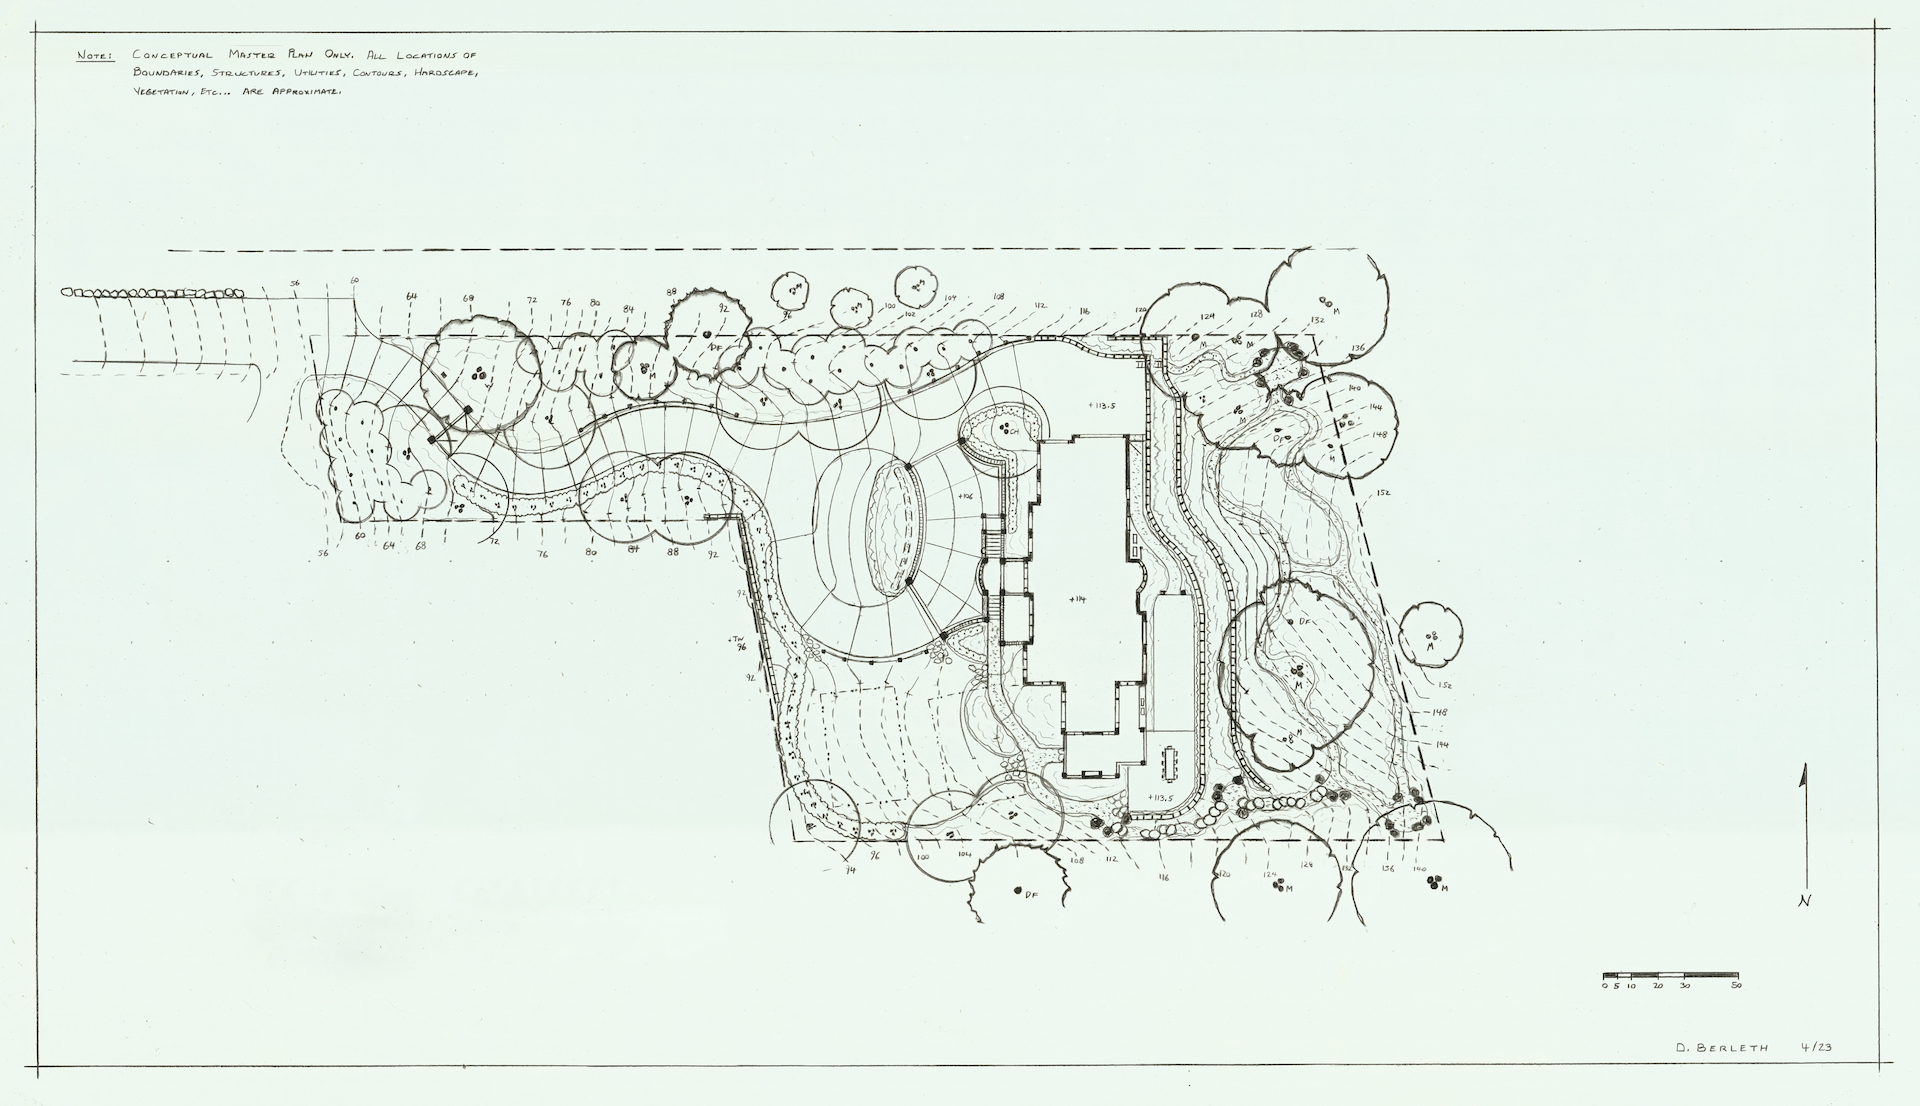 NOTE: CONCEPTUAL MASTER PLAN ONLY. ALL LOCATIONS OF
BOUNDARIES, STRUCTURES, UTILITIES, CONTOURS, HARDSCAPE,
VEGETATION, ETC... ARE APPROXIMATE.
56 60 64 68 72 76 80 84 88 92 96 100 102 104 108 112 116 120 124 128 132
136
140
144
148
152
M M M
M
DF
M M M
M
DF
M
M
CH
+113.5
+106
+114
92
+TW
96
92
DF
M
M
M
56 60 64 68 72 76 80 84 88 92
152
148
144
+113.5
94 96 100 104 108 112 116 120 124 128 132 136 140
DF
M
M
N
0 5 10 20 30 50
D. BERLETH 4/23